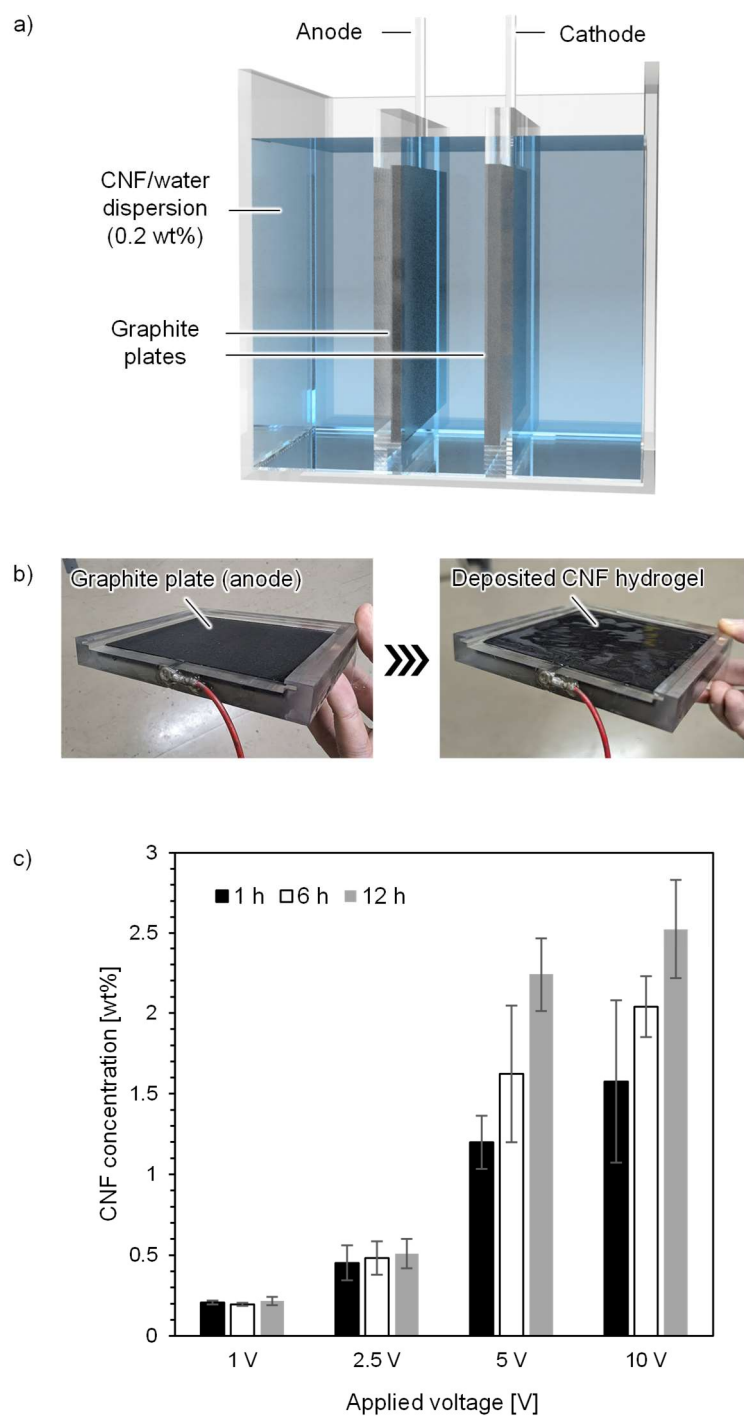 a)
Anode
Cathode
CNF/water
dispersion
(0.2 wt%)
Graphite
plates
b)
Graphite plate (anode)
Deposited CNF hydrogel
c)
CNF concentration [wt%]
3
2.5
2
1.5
1
0.5
0
1 h
6 h
12 h
1 V
2.5 V
5 V
10 V
Applied voltage [V]